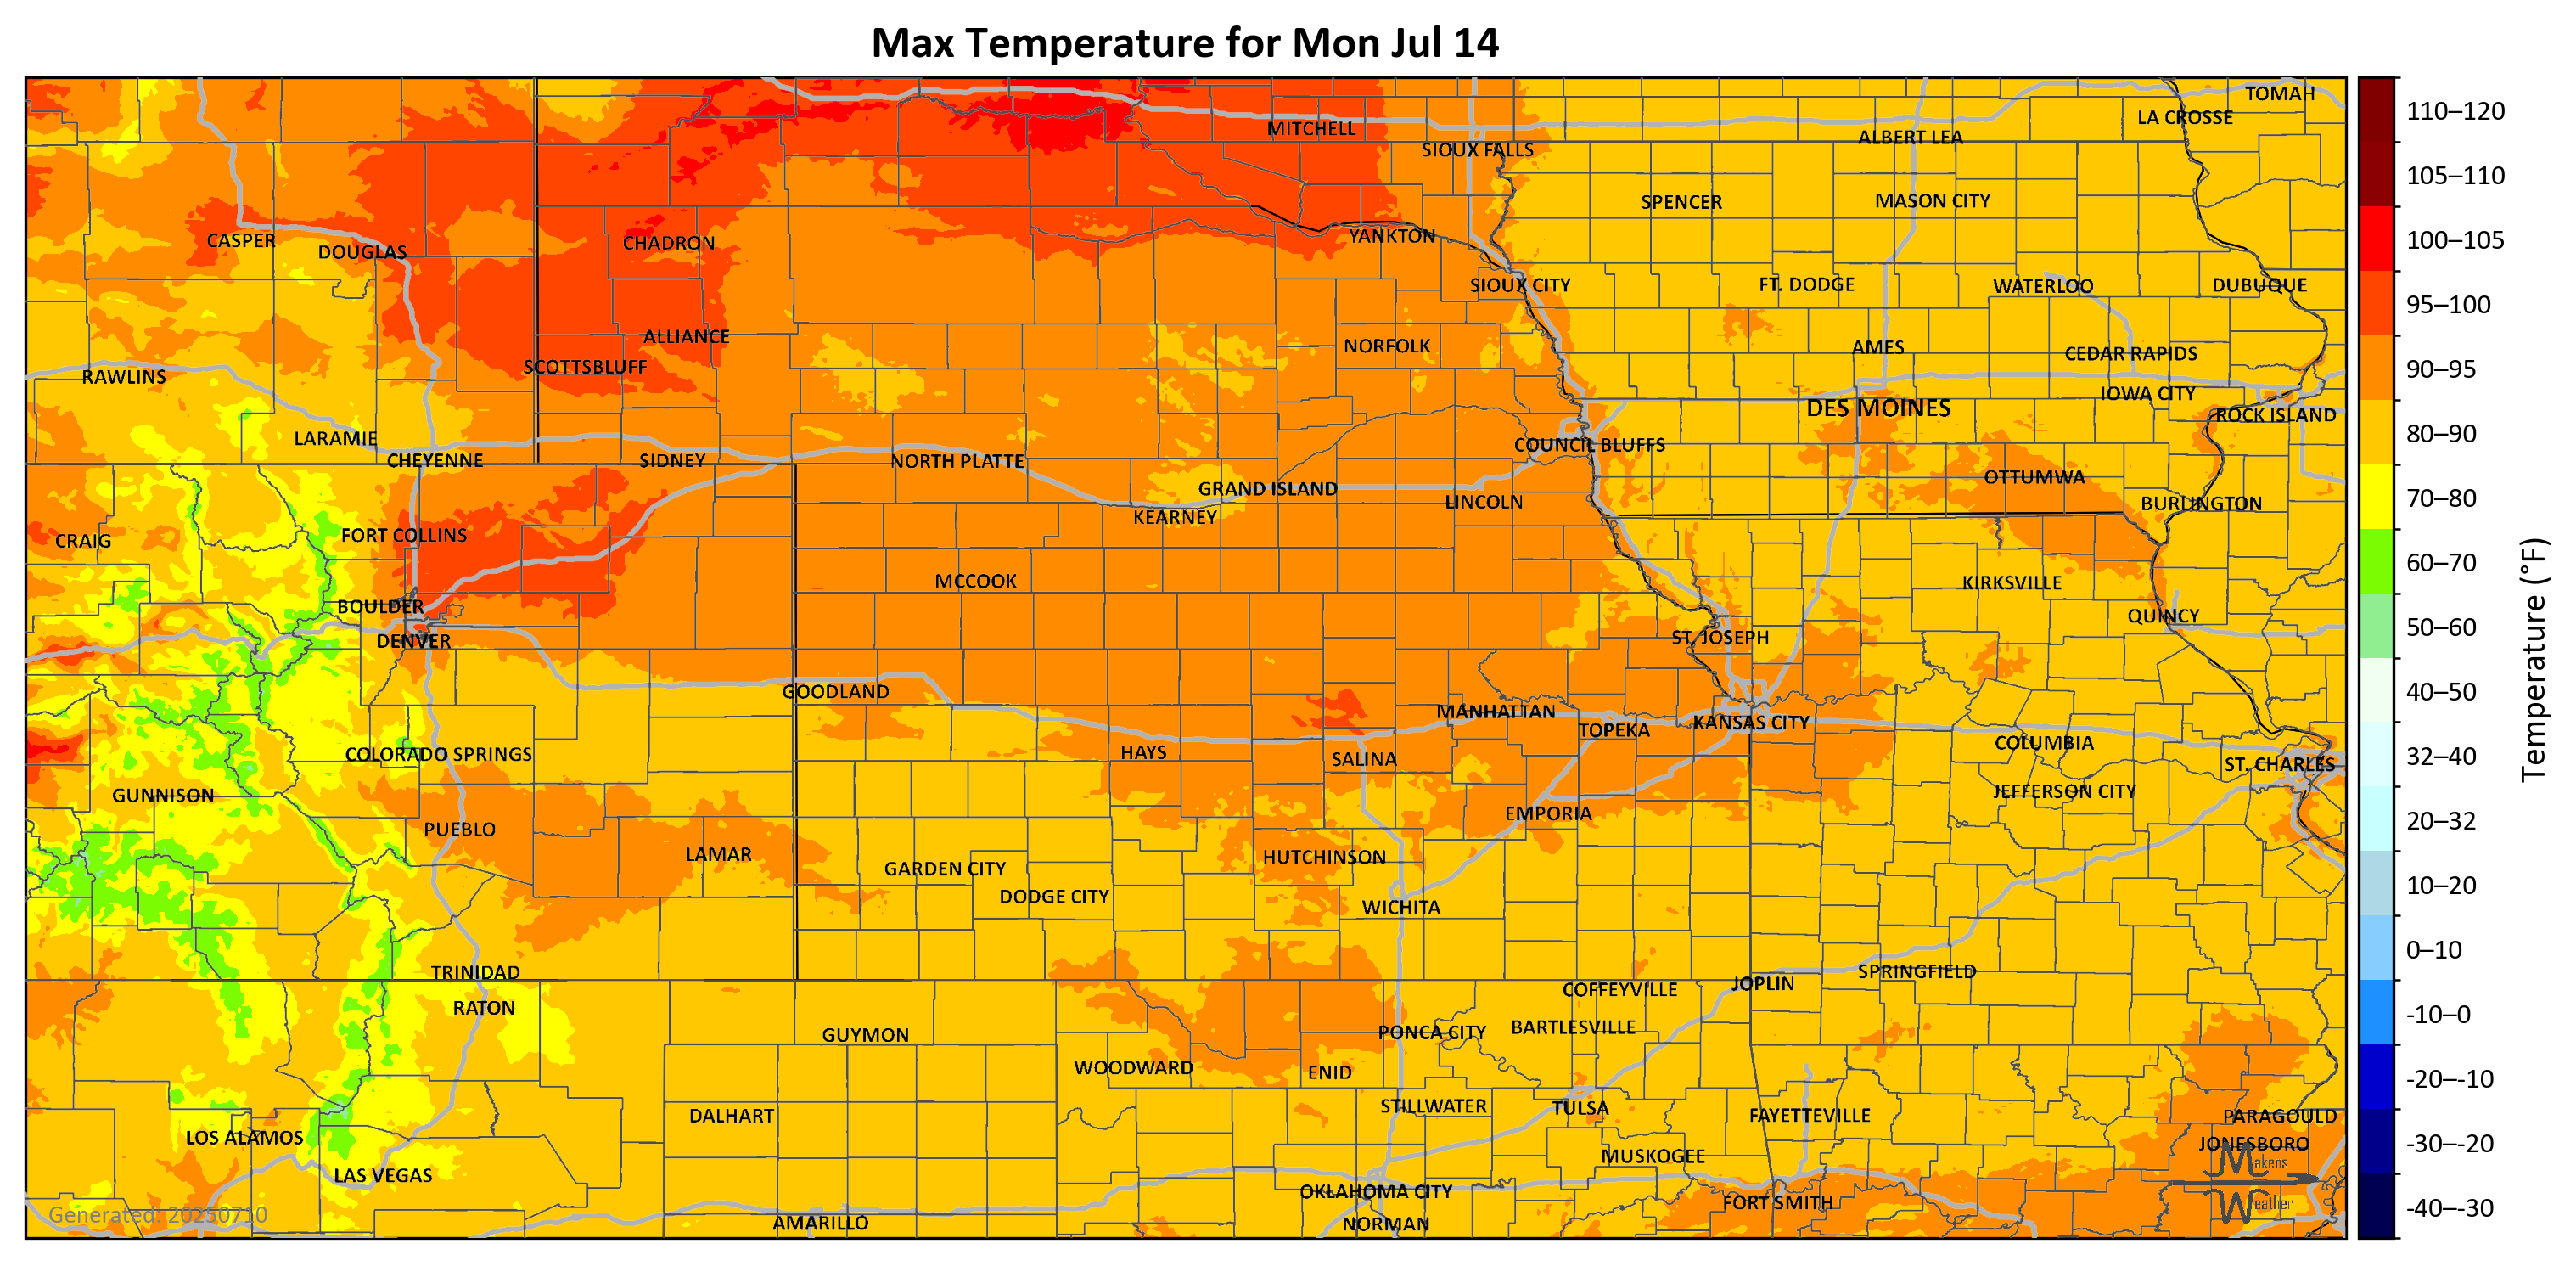 Max Temperature for Mon Jul 14
TOMAH
LA CROSSE
MITCHELL
ALBERT LEA
SIOUX FALLS
SPENCER
MASON CITY
CASPER
DOUGLAS
CHADRON
YANKTON
SIOUX CITY
FT. DODGE
WATERLOO
DUBUQUE
ALLIANCE
NORFOLK
AMES
CEDAR RAPIDS
SCOTTSBLUFF
RAWLINS
IOWA CITY
DES MOINES
ROCK ISLAND
LARAMIE
COUNCIL BLUFFS
CHEYENNE
SIDNEY
NORTH PLATTE
OTTUMWA
GRAND ISLAND
LINCOLN
BURLINGTON
KEARNEY
CRAIG
FORT COLLINS
MCCOOK
KIRKSVILLE
BOULDER
QUINCY
DENVER
ST. JOSEPH
GOODLAND
MANHATTAN
KANSAS CITY
TOPEKA
COLUMBIA
HAYS
COLORADO SPRINGS
SALINA
ST. CHARLES
GUNNISON
JEFFERSON CITY
EMPORIA
PUEBLO
LAMAR
HUTCHINSON
GARDEN CITY
DODGE CITY
WICHITA
TRINIDAD
SPRINGFIELD
JOPLIN
COFFEYVILLE
RATON
GUYMON
PONCA CITY
BARTLESVILLE
WOODWARD
ENID
STILLWATER
TULSA
DALHART
FAYETTEVILLE
PARAGOULD
LOS ALAMOS
JONESBORO
MUSKOGEE
LAS VEGAS
OKLAHOMA CITY
FORT SMITH
AMARILLO
NORMAN
Generated: 20250710
Makens
Weather
110–120
105–110
100–105
95–100
90–95
80–90
70–80
60–70
50–60
40–50
32–40
20–32
10–20
0–10
-10–0
-20–-10
-30–-20
-40–-30
Temperature (°F)